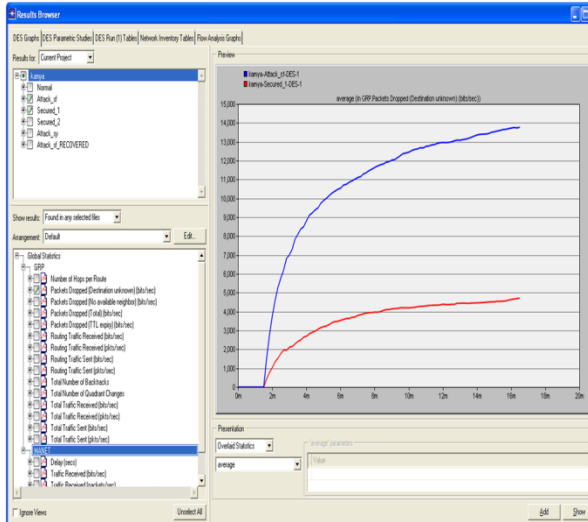 Results Browser
DES Graphs DES Parametric Studies DES Run (1) Tables Network Inventory Tables Flow Analysis Graphs
Results for: Current Project
kamya
Normal
Attack_sf
Secured_1
Secured_2
Attack_sy
Attack_sf_RECOVERED
Show results: Found in any selected files
Arrangement: Default
Edit...
Global Statistics
GRP
Number of Hops per Route
Packets Dropped (Destination unknown) (bits/sec)
Packets Dropped (No available neighbor) (bits/sec)
Packets Dropped (Total) (bits/sec)
Packets Dropped (TTL expiry) (bits/sec)
Routing Traffic Received (bits/sec)
Routing Traffic Received (pkts/sec)
Routing Traffic Sent (bits/sec)
Routing Traffic Sent (pkts/sec)
Total Number of Backtracks
Total Number of Quadrant Changes
Total Traffic Received (bits/sec)
Total Traffic Received (pkts/sec)
Total Traffic Sent (bits/sec)
Total Traffic Sent (pkts/sec)
MANET
Delay (secs)
Traffic Received (bits/sec)
Traffic Received (packets/sec)
Ignore Views
Unselect All
Preview
kamya-Attack_sf-DES-1
kamya-Secured_1-DES-1
average (in GRP Packets Dropped (Destination unknown) (bits/sec))
15,000
14,000
13,000
12,000
11,000
10,000
9,000
8,000
7,000
6,000
5,000
4,000
3,000
2,000
1,000
0
0m 2m 4m 6m 8m 10m 12m 14m 16m 18m 20m
Presentation
Overlaid Statistics
average
Value
Add Show